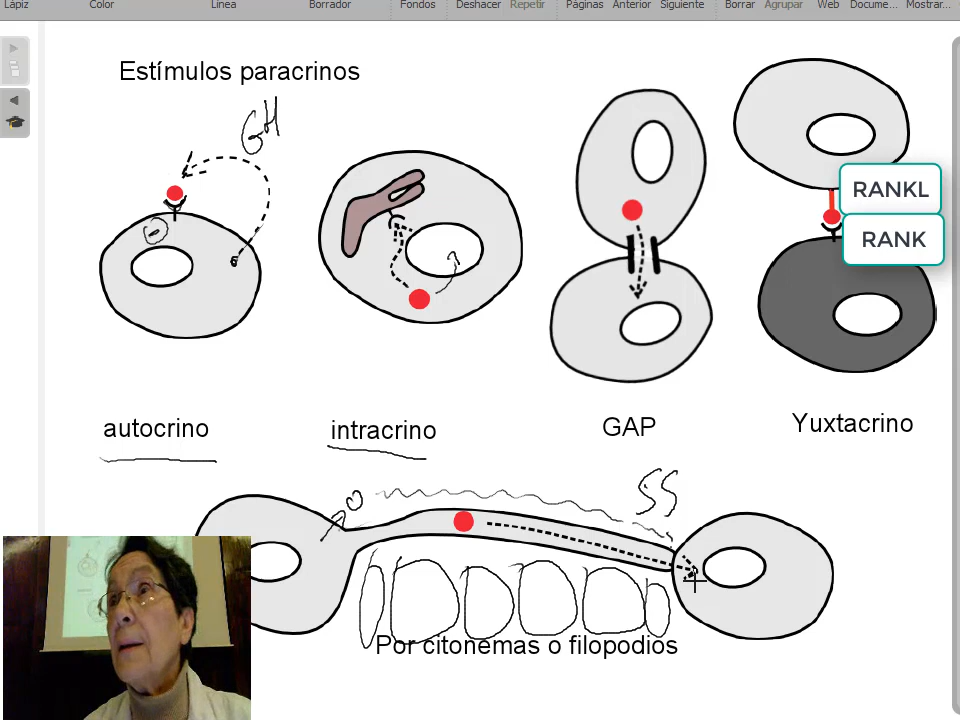 Lápiz Color Línea Borrador Fondos Deshacer Repetir Páginas Anterior Siguiente Borrar Agrupar Web Docume... Mostrar...
Estímulos paracrinos
GH
RANKL
RANK
autocrino
intracrino
GAP
Yuxtacrino
SS
Por citonemas o filopodios